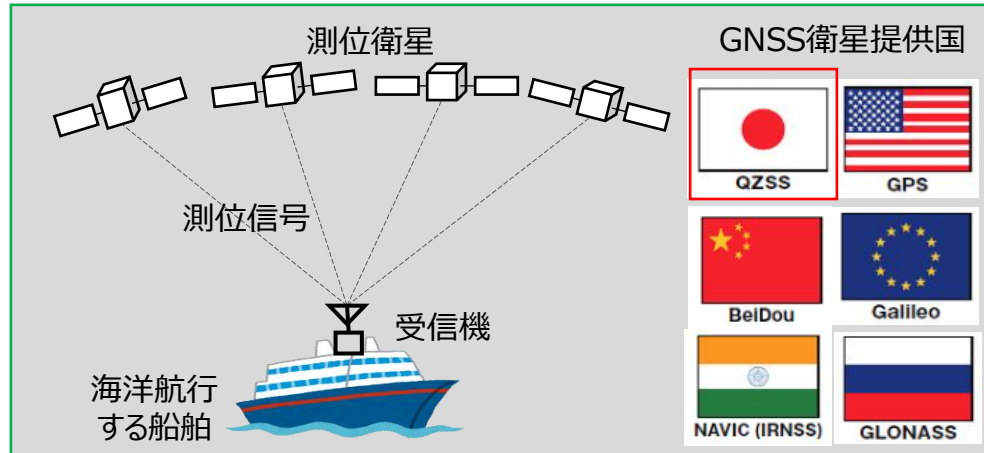 測位衛星
GNSS衛星提供国
測位信号
受信機
海洋航行
する船舶
QZSS
GPS
BeiDou
Galileo
NAVIC (IRNSS)
GLONASS